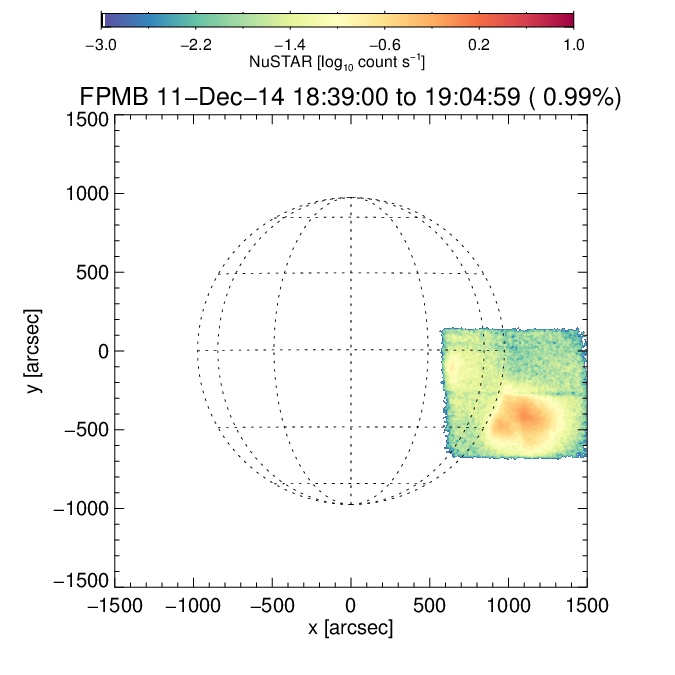 −3.0 −2.2 −1.4 −0.6 0.2 1.0
NuSTAR [log₁₀ count s⁻¹]
FPMB 11−Dec−14 18:39:00 to 19:04:59 ( 0.99%)
1500
1000
500
0
−500
−1000
−1500
y [arcsec]
−1500 −1000 −500 0 500 1000 1500
x [arcsec]